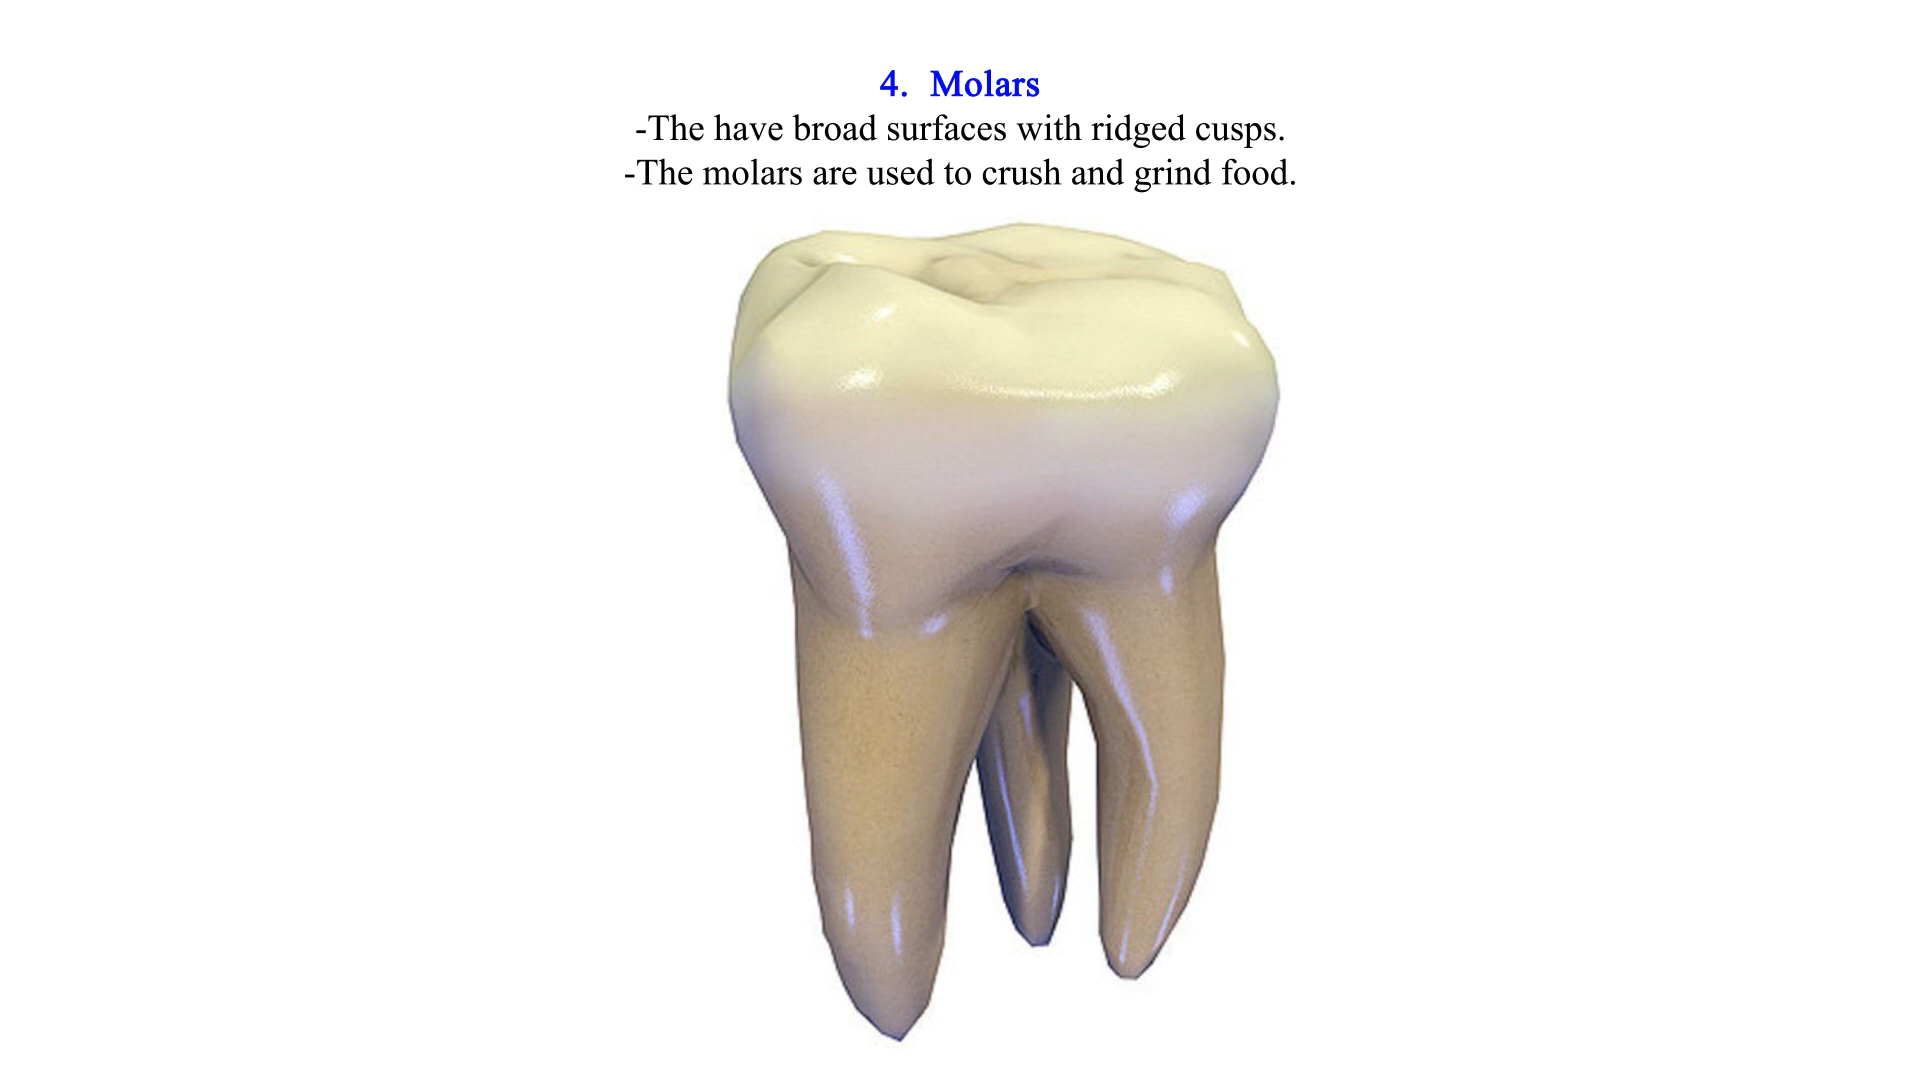 4. Molars
-The have broad surfaces with ridged cusps.
-The molars are used to crush and grind food.